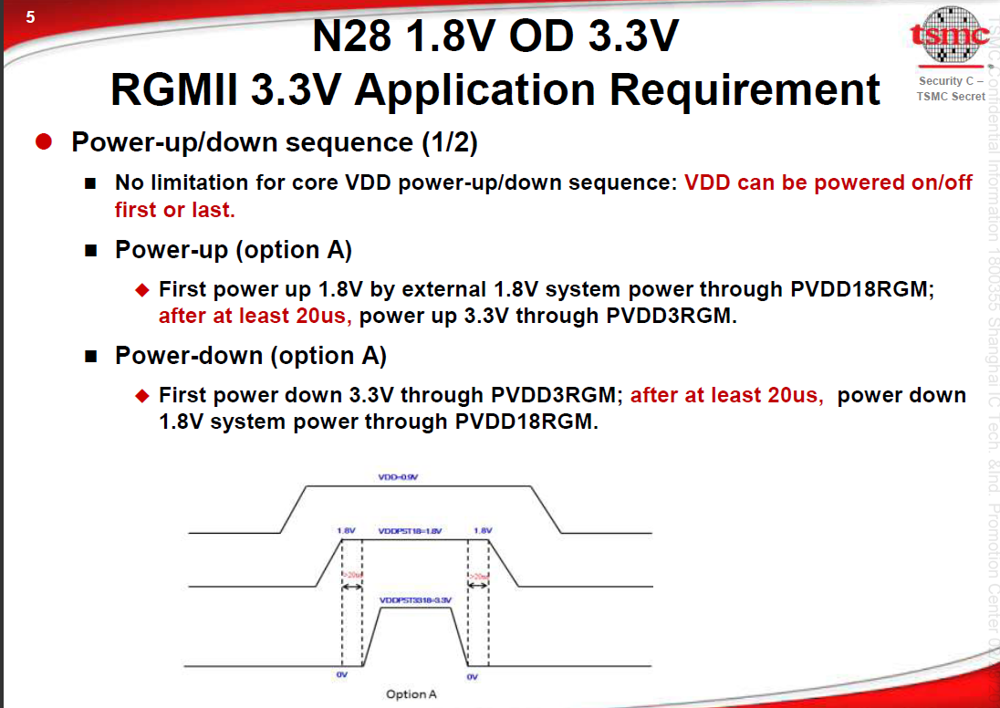 5
N28 1.8V OD 3.3V
RGMII 3.3V Application Requirement
tsmc
Security C –
TSMC Secret
Power-up/down sequence (1/2)
No limitation for core VDD power-up/down sequence: VDD can be powered on/off
first or last.
Power-up (option A)
First power up 1.8V by external 1.8V system power through PVDD18RGM;
after at least 20us, power up 3.3V through PVDD3RGM.
Power-down (option A)
First power down 3.3V through PVDD3RGM; after at least 20us, power down
1.8V system power through PVDD18RGM.
VDD=0.9V
1.8V VDDPST18=1.8V 1.8V
>20us >20us
VDDPST3318=3.3V
0V 0V
Option A
TSMC Confidential Information 1800355 Shanghai IC Tech. &Ind. Promotion Center